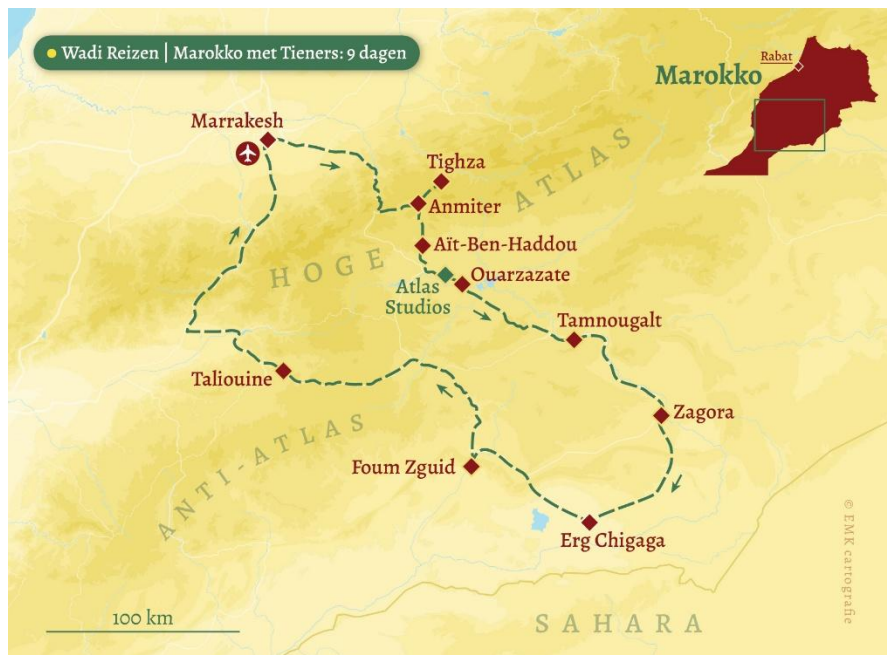 Wadi Reizen | Marokko met Tieners: 9 dagen
Rabat
Marokko
Marrakesh
Tighza
Anmiter
HOGE ATLAS
Aït-Ben-Haddou
Ouarzazate
Atlas
Studios
Tamnougalt
Taliouine
Zagora
ANTI-ATLAS
Foum Zguid
Erg Chigaga
© EMK cartografie
100 km
SAHARA